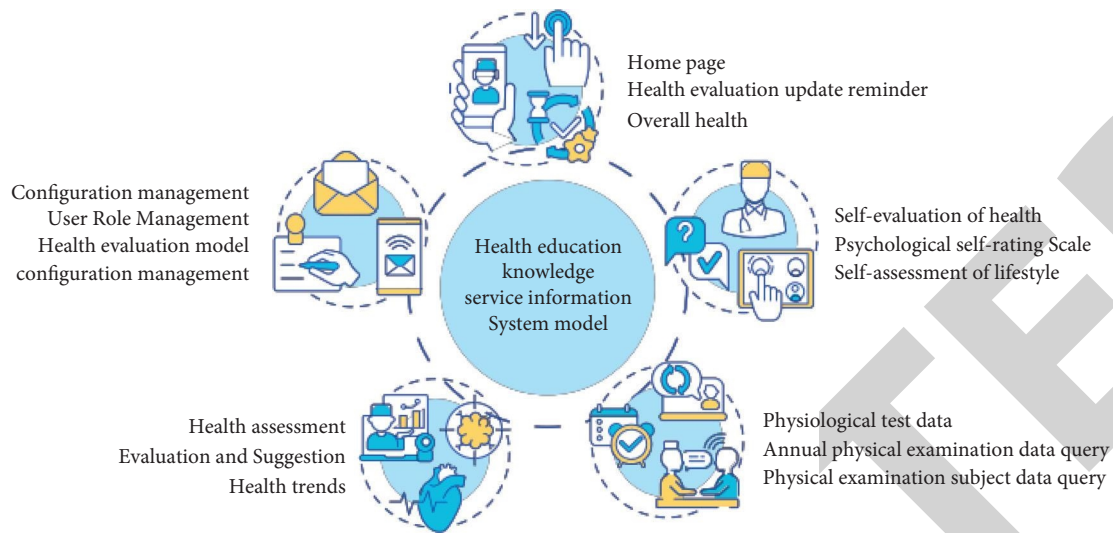 Home page
Health evaluation update reminder
Overall health
Configuration management
User Role Management
Health evaluation model
configuration management
Health education
knowledge
service information
System model
Self-evaluation of health
Psychological self-rating Scale
Self-assessment of lifestyle
Health assessment
Evaluation and Suggestion
Health trends
Physiological test data
Annual physical examination data query
Physical examination subject data query